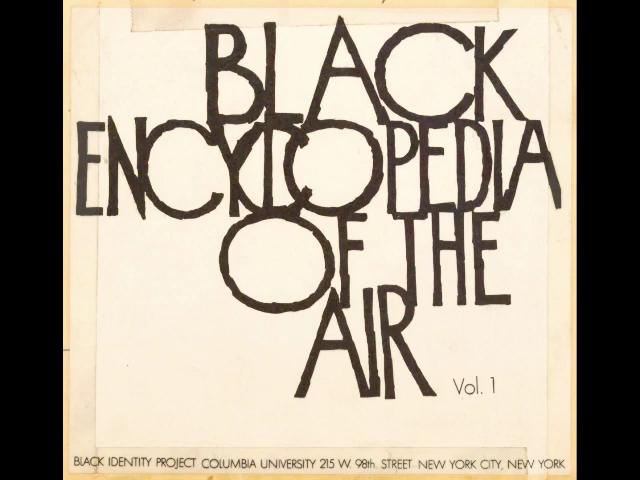 BLACK
ENCYCLOPEDIA
OF THE
AIR
Vol. 1
BLACK IDENTITY PROJECT COLUMBIA UNIVERSITY 215 W. 98th. STREET NEW YORK CITY, NEW YORK